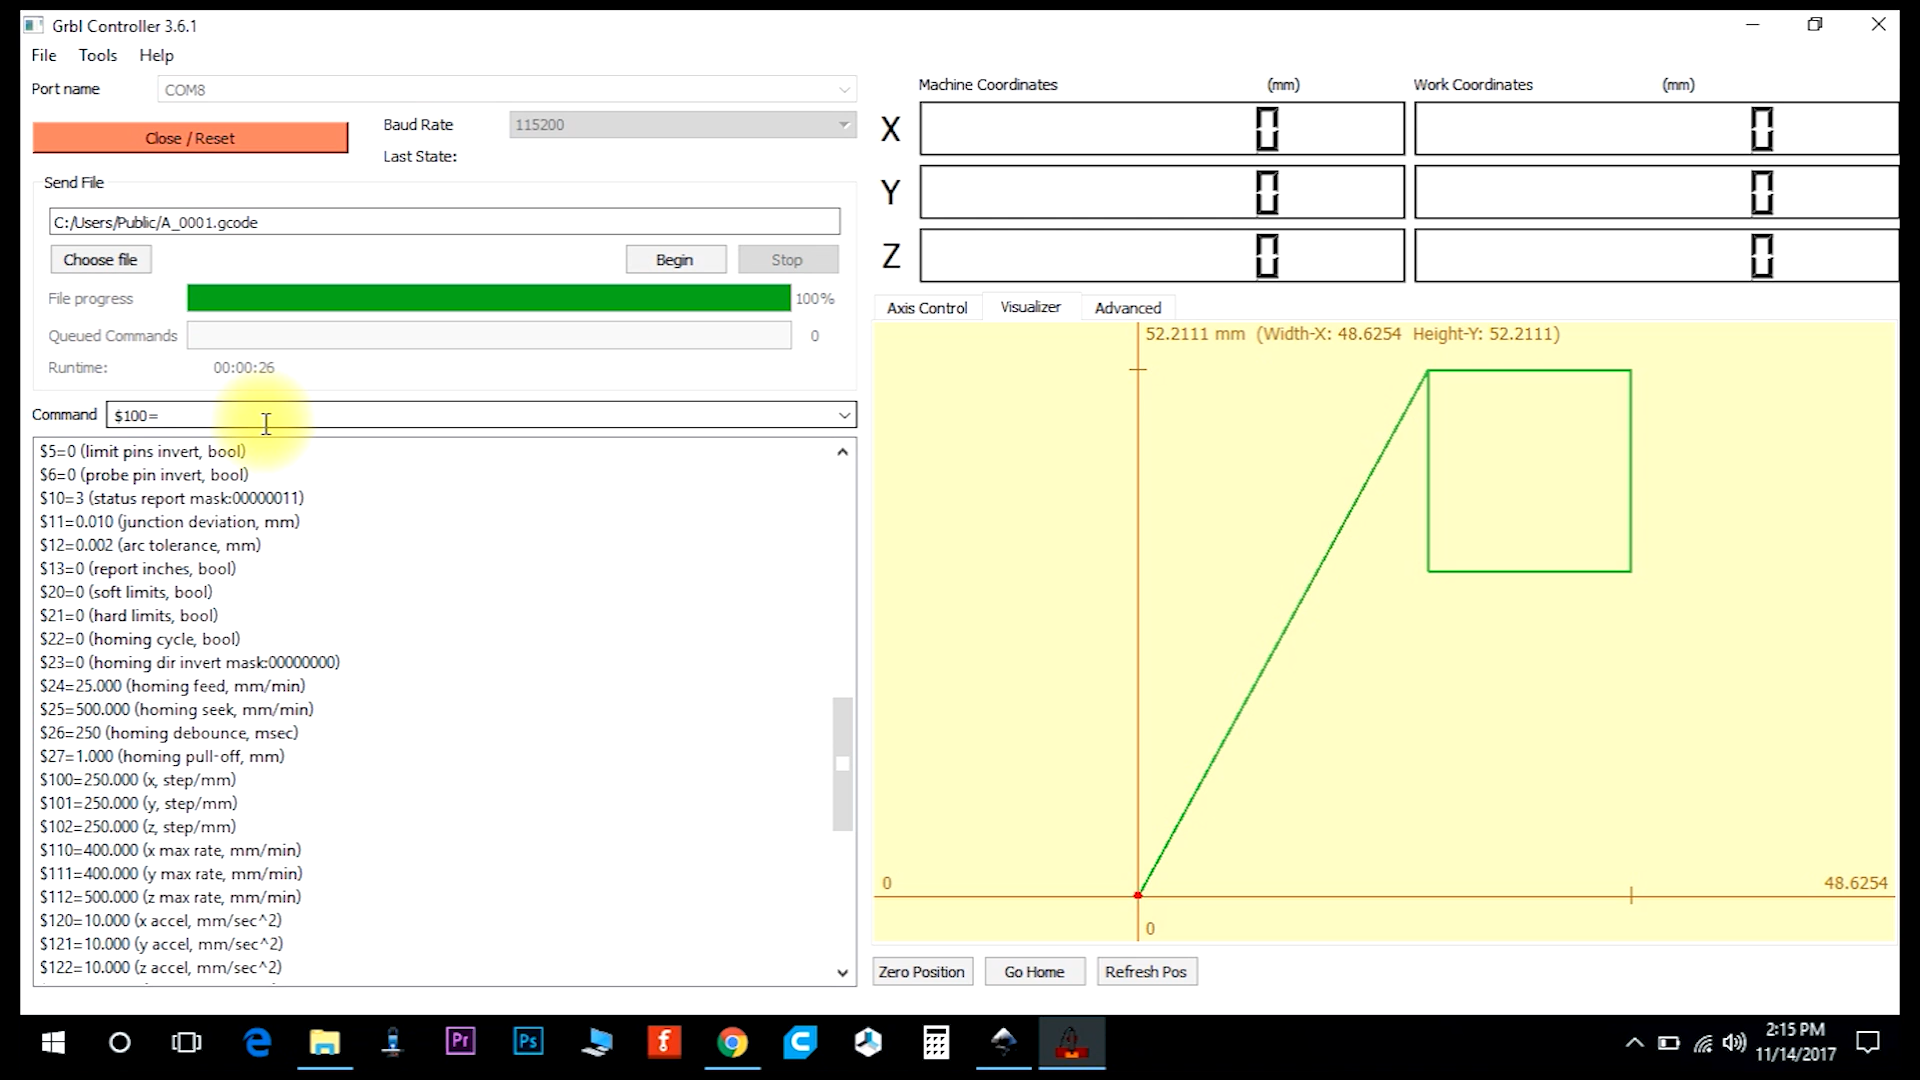 Grbl Controller 3.6.1
File Tools Help
Port name COM8
Close / Reset
Baud Rate 115200
Last State:
Send File
C:/Users/Public/A_0001.gcode
Choose file Begin Stop
File progress 100%
Queued Commands 0
Runtime: 00:00:26
Command $100=
$5=0 (limit pins invert, bool)
$6=0 (probe pin invert, bool)
$10=3 (status report mask:00000011)
$11=0.010 (junction deviation, mm)
$12=0.002 (arc tolerance, mm)
$13=0 (report inches, bool)
$20=0 (soft limits, bool)
$21=0 (hard limits, bool)
$22=0 (homing cycle, bool)
$23=0 (homing dir invert mask:00000000)
$24=25.000 (homing feed, mm/min)
$25=500.000 (homing seek, mm/min)
$26=250 (homing debounce, msec)
$27=1.000 (homing pull-off, mm)
$100=250.000 (x, step/mm)
$101=250.000 (y, step/mm)
$102=250.000 (z, step/mm)
$110=400.000 (x max rate, mm/min)
$111=400.000 (y max rate, mm/min)
$112=500.000 (z max rate, mm/min)
$120=10.000 (x accel, mm/sec^2)
$121=10.000 (y accel, mm/sec^2)
$122=10.000 (z accel, mm/sec^2)
Machine Coordinates (mm) Work Coordinates (mm)
X 0 0
Y 0 0
Z 0 0
Axis Control Visualizer Advanced
52.2111 mm (Width-X: 48.6254 Height-Y: 52.2111)
0 48.6254
0
Zero Position Go Home Refresh Pos
Pr Ps
2:15 PM
11/14/2017